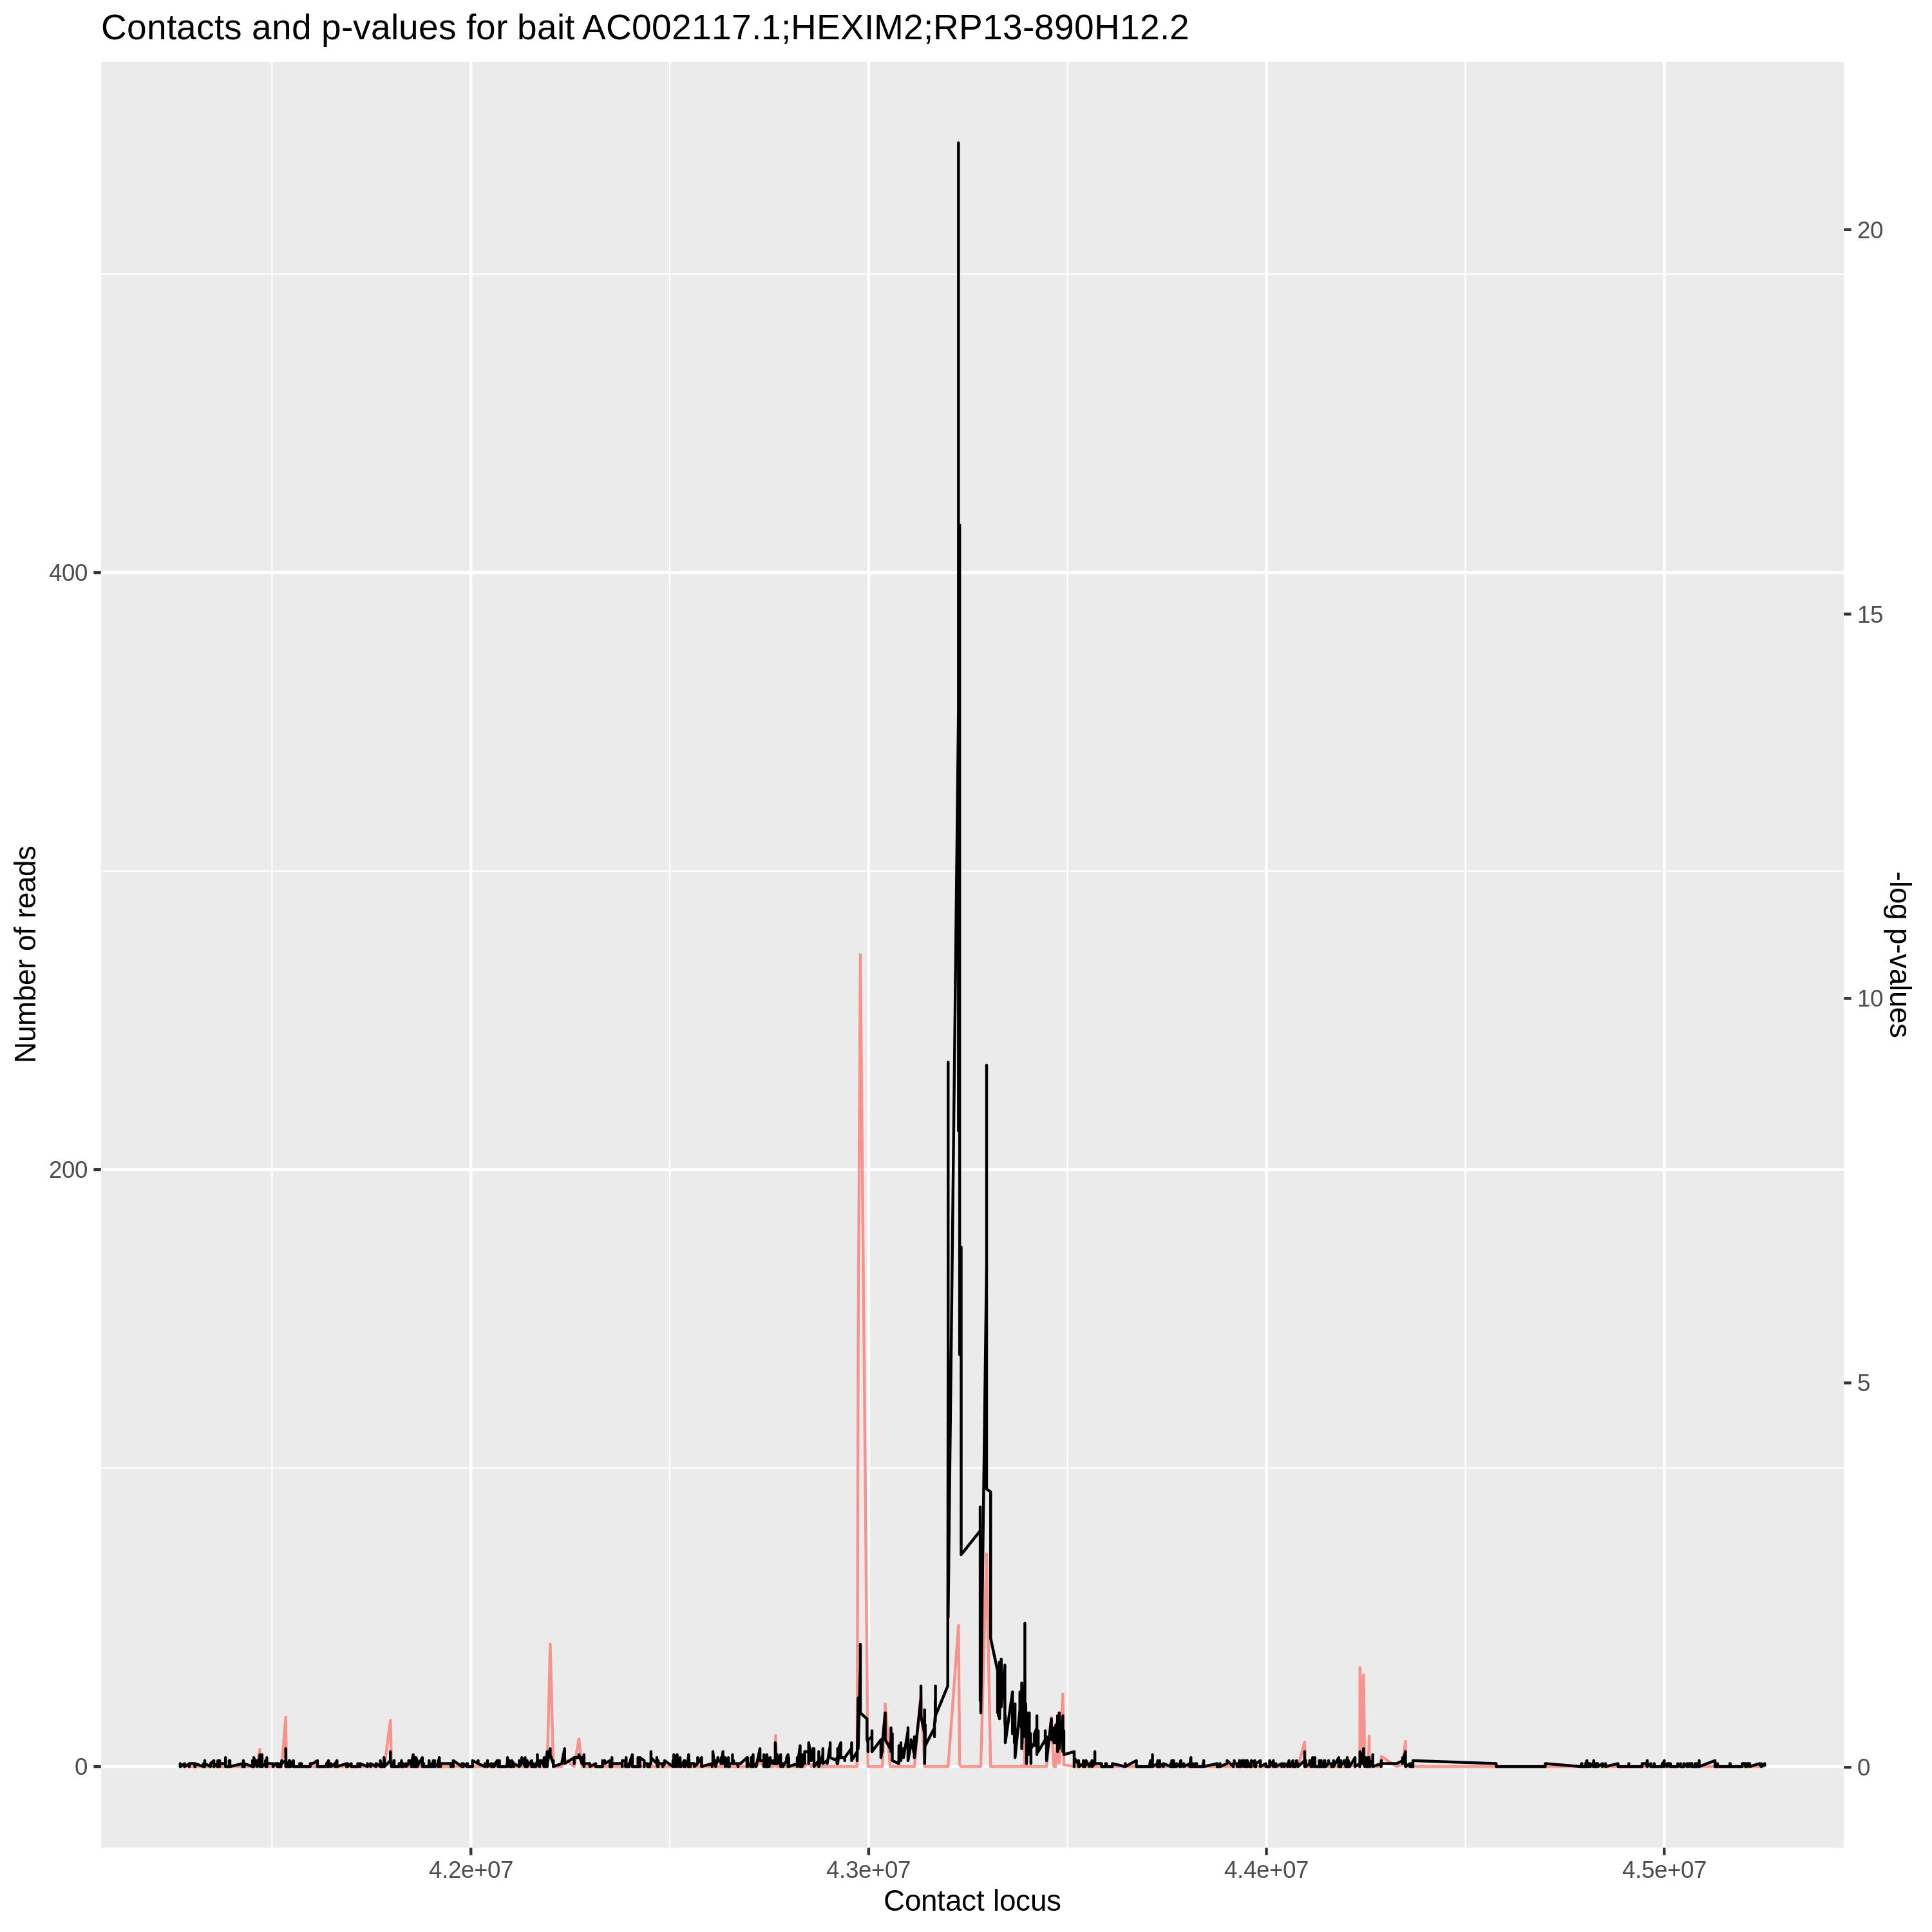 Contacts and p-values for bait AC002117.1;HEXIM2;RP13-890H12.2
20
400
15
Number of reads
-log p-values
10
200
5
0
0
4.2e+07
4.3e+07
4.4e+07
4.5e+07
Contact locus